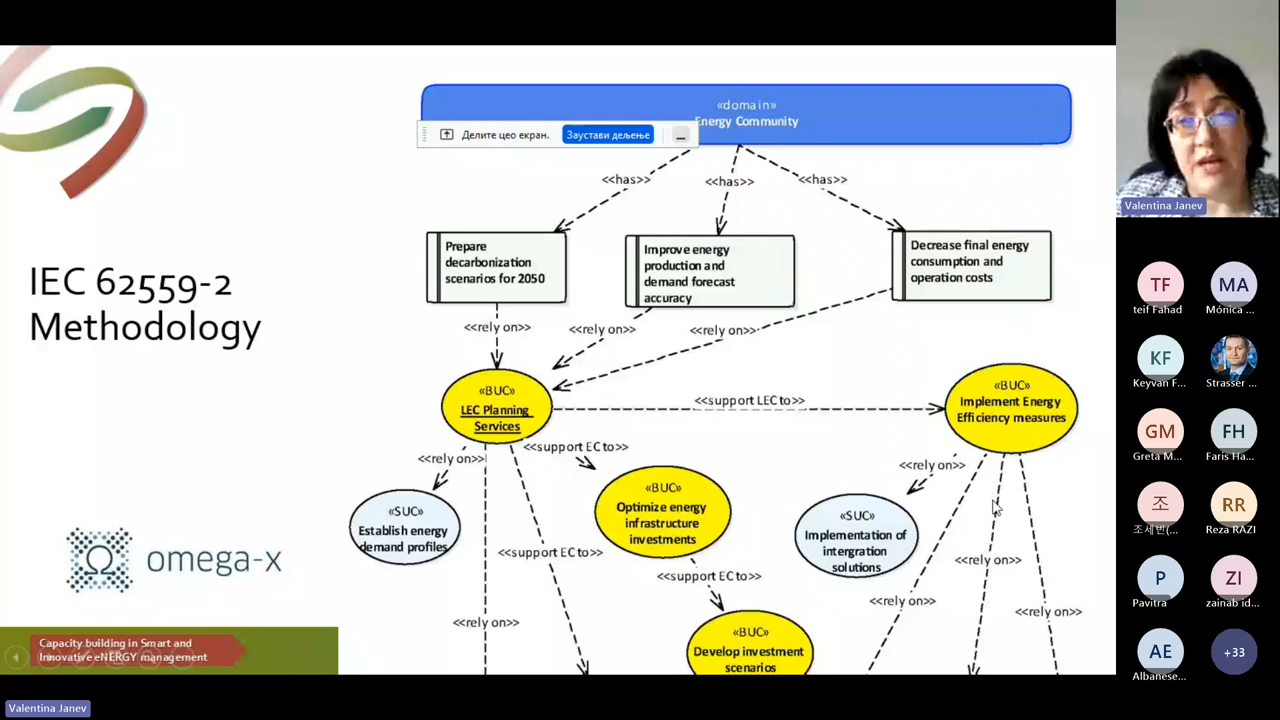 «domain»
Energy Community
Делите цео екран.
Заустави дељење
<<has>>
<<has>>
<<has>>
Prepare
decarbonization
scenarios for 2050
Improve energy
production and
demand forecast
accuracy
Decrease final energy
consumption and
operation costs
IEC 62559-2
Methodology
<<rely on>>
<<rely on>>
<<rely on>>
«BUC»
LEC Planning
Services
<<support LEC to>>
«BUC»
Implement Energy
Efficiency measures
<<rely on>>
<<support EC to>>
<<rely on>>
«SUC»
Establish energy
demand profiles
«BUC»
Optimize energy
infrastructure
investments
«SUC»
Implementation of
intergration
solutions
<<support EC to>>
<<rely on>>
<<support EC to>>
<<rely on>>
<<rely on>>
<<rely on>>
«BUC»
Develop investment
scenarios
omega-x
Capacity building in Smart and
Innovative eNERGY management
Valentina Janev
Valentina Janev
TF
teif Fahad
MA
Mónica ...
KF
Keyvan F...
Strasser ...
GM
Greta M...
FH
Faris Ha...
조
조세빈(...
RR
Reza RAZI
P
Pavitra
ZI
zainab id...
AE
Albanese...
+33